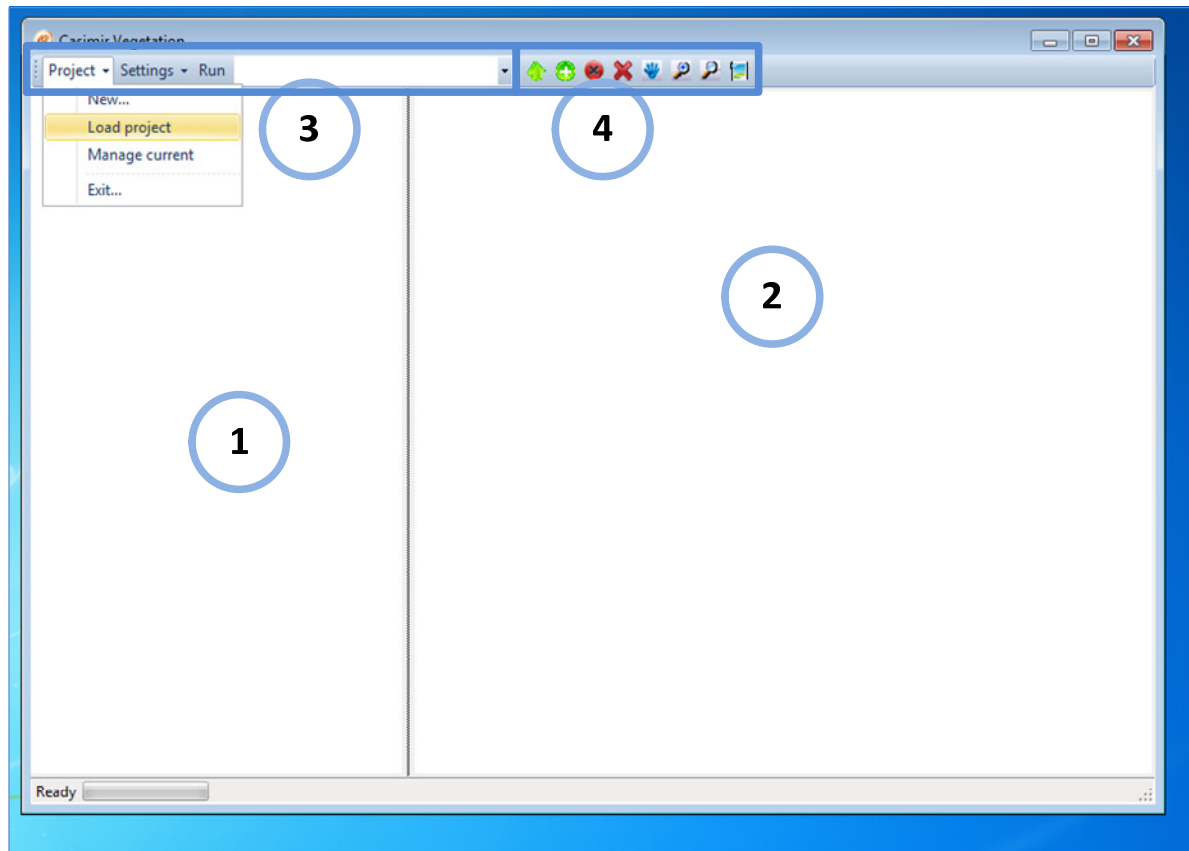 Casimir Vegetation
Project Settings Run
New...
Load project
Manage current
Exit...
3
4
2
1
Ready